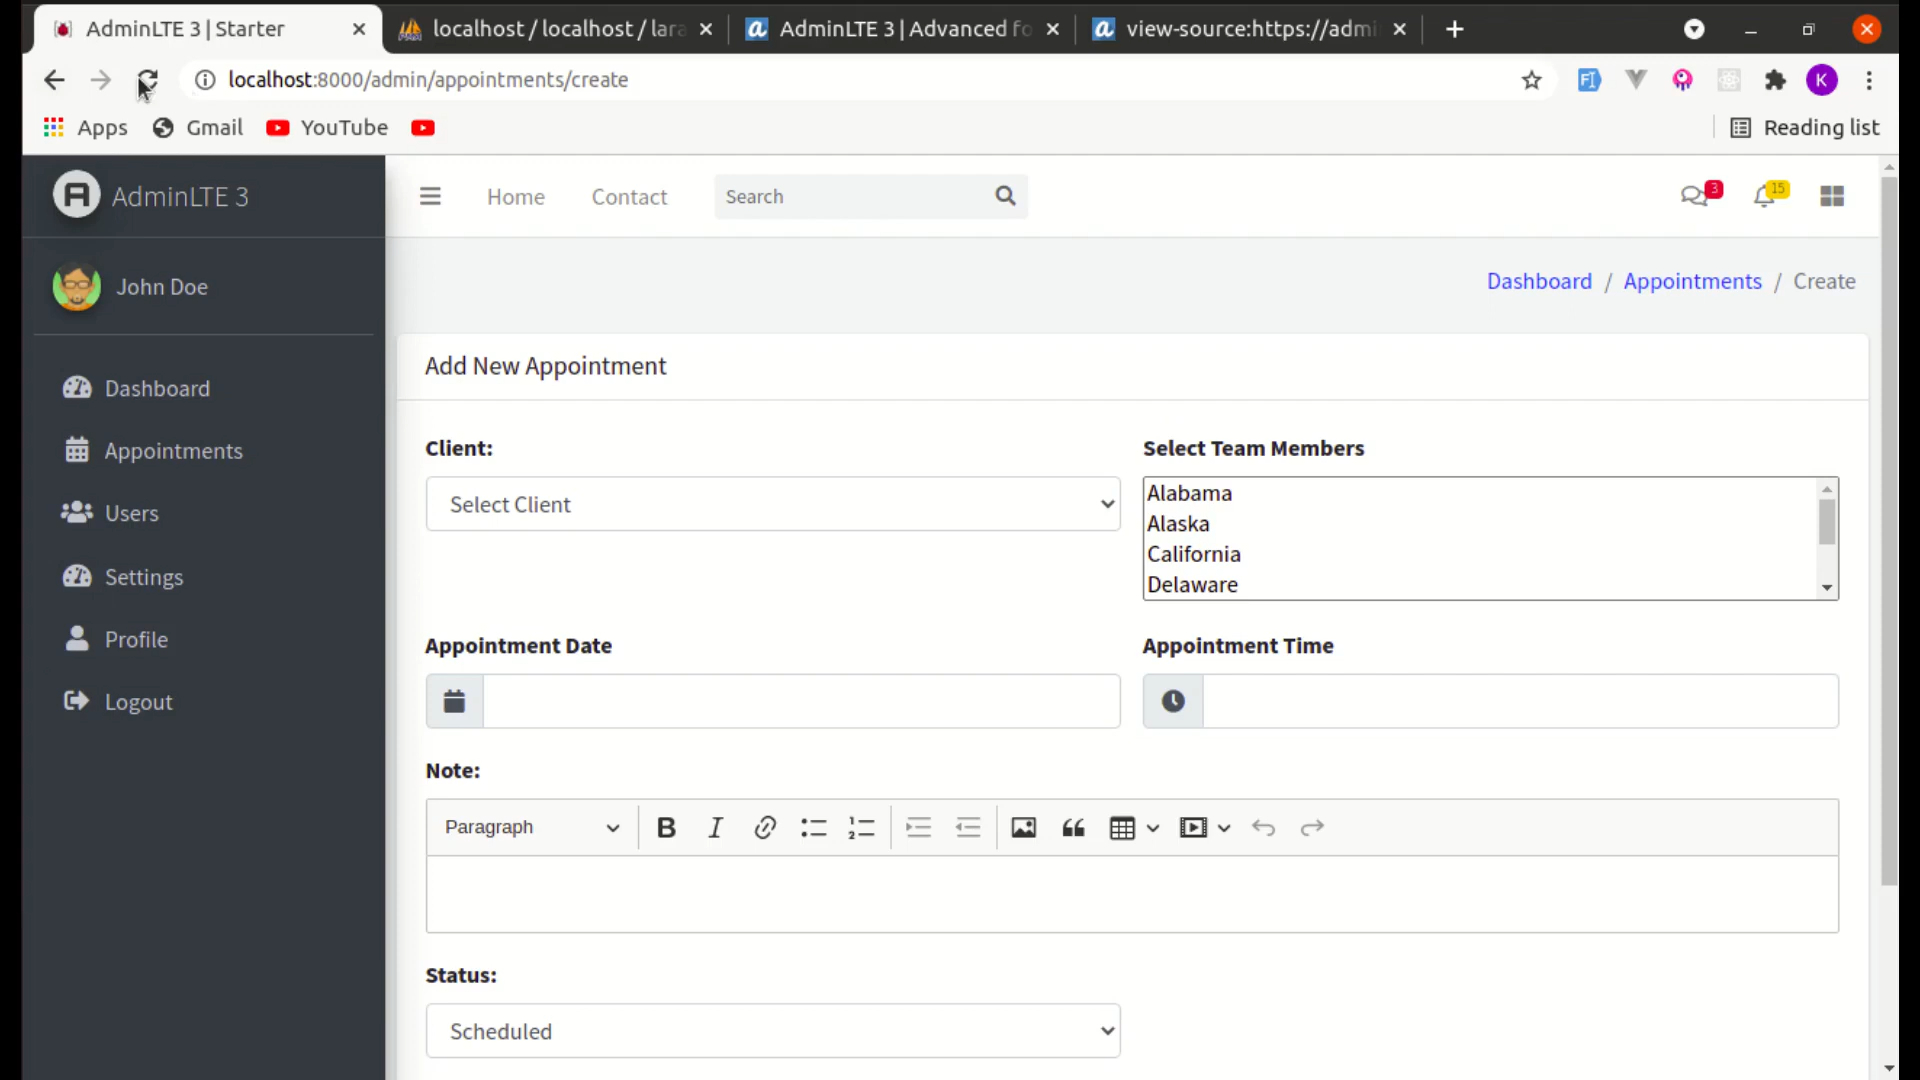 AdminLTE 3 | Starter
localhost / localhost / lara
AdminLTE 3 | Advanced fo
view-source:https://admi
localhost:8000/admin/appointments/create
K
Apps
Gmail
YouTube
Reading list
AdminLTE 3
Home
Contact
Search
3
15
John Doe
Dashboard / Appointments / Create
Dashboard
Appointments
Users
Settings
Profile
Logout
Add New Appointment
Client:
Select Client
Select Team Members
Alabama
Alaska
California
Delaware
Appointment Date
Appointment Time
Note:
Paragraph
Status:
Scheduled